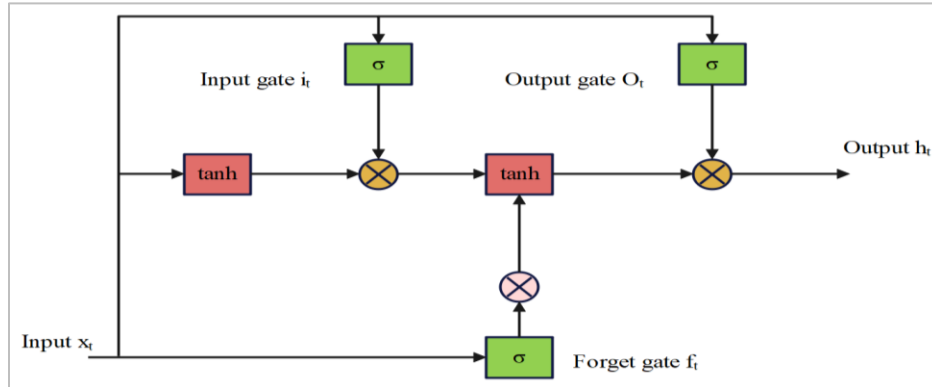 σ
σ
Input gate iₜ
Output gate Oₜ
Output hₜ
tanh
tanh
Input xₜ
σ
Forget gate fₜ